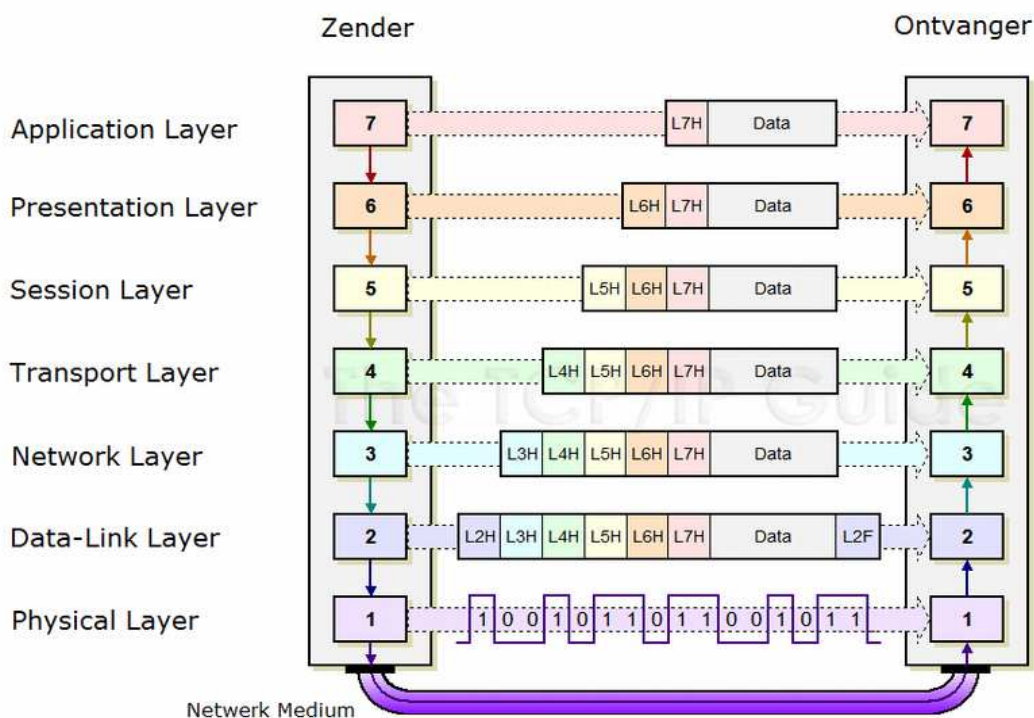 Zender
Ontvanger
Application Layer
7
L7H
Data
7
Presentation Layer
6
L6H
L7H
Data
6
Session Layer
5
L5H
L6H
L7H
Data
5
Transport Layer
4
L4H
L5H
L6H
L7H
Data
4
The TCP/IP Guide
Network Layer
3
L3H
L4H
L5H
L6H
L7H
Data
3
Data-Link Layer
2
L2H
L3H
L4H
L5H
L6H
L7H
Data
L2F
2
Physical Layer
1
1 0 0 1 0 1 1 0 1 1 0 0 1 0 1 1
1
Netwerk Medium